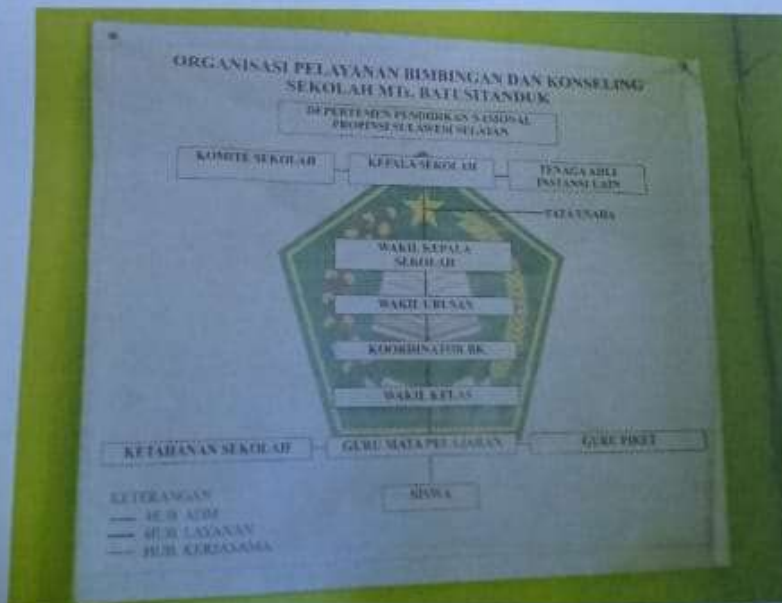 ORGANISASI PELAYANAN BIMBINGAN DAN KONSELING
SEKOLAH MTs. BATUSITANDUK
DEPERTEMEN PENDIDIKAN NASIONAL
PROPINSI SULAWESI SELATAN
KOMITE SEKOLAH
KEPALA SEKOLAH
TENAGA AHLI
INSTANSI LAIN
TATA USAHA
WAKIL KEPALA
SEKOLAH
WAKIL URUSAN
KOORDINATOR BK
WAKIL KELAS
KETAHANAN SEKOLAH
GURU MATA PELAJARAN
GURU PIKET
SISWA
KETERANGAN
HUB. ADM
HUB. LAYANAN
HUB. KERJASAMA